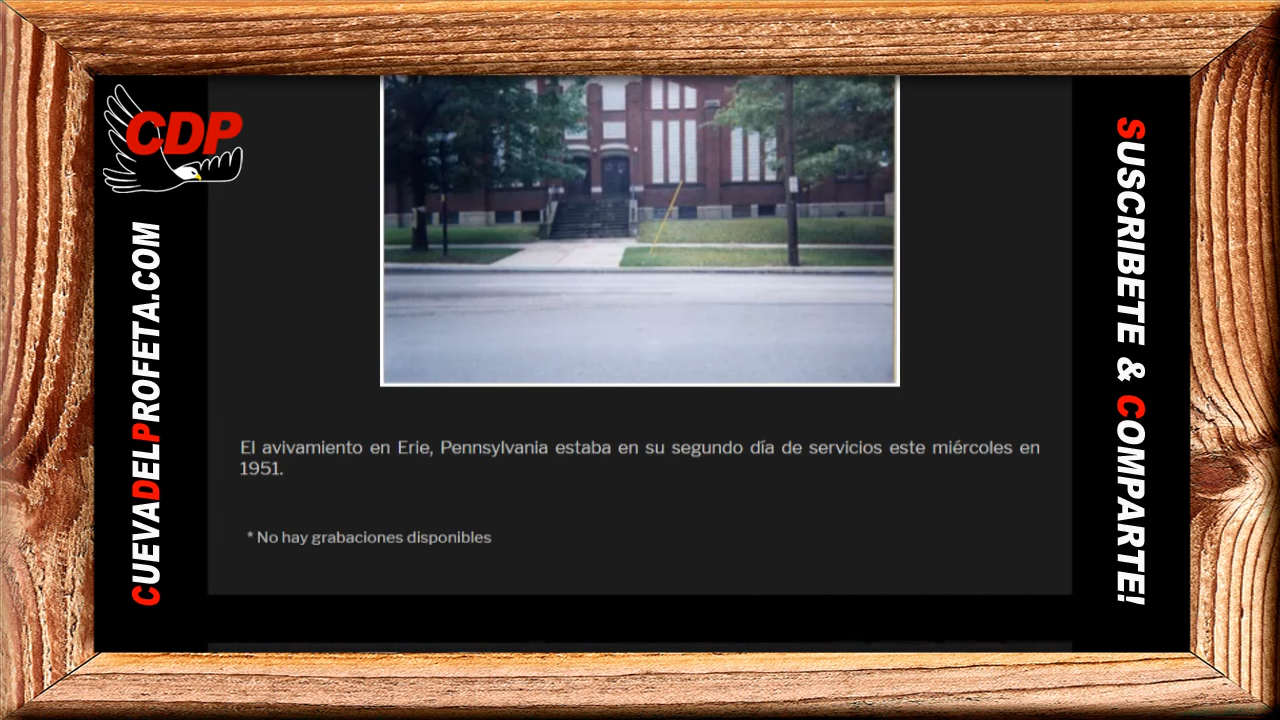 CDP
CUEVADELPROFETA.COM
SUSCRIBETE & COMPARTE!
El avivamiento en Erie, Pennsylvania estaba en su segundo día de servicios este miércoles en
1951.
* No hay grabaciones disponibles